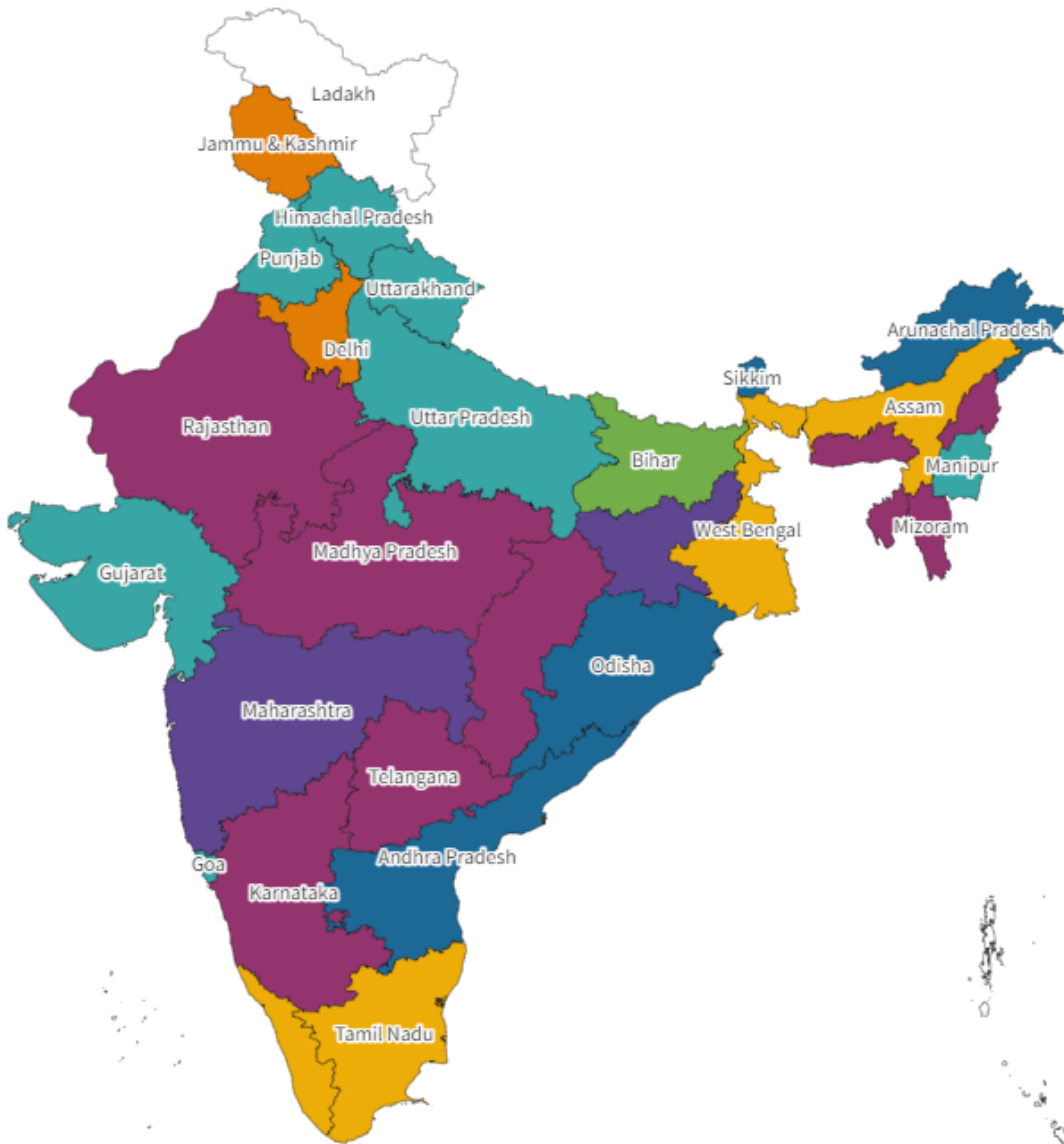 Ladakh
Jammu & Kashmir
Himachal Pradesh
Punjab
Uttarakhand
Arunachal Pradesh
Delhi
Sikkim
Assam
Uttar Pradesh
Rajasthan
Bihar
Manipur
Mizoram
West Bengal
Madhya Pradesh
Gujarat
Odisha
Maharashtra
Telangana
Andhra Pradesh
Goa
Karnataka
Tamil Nadu